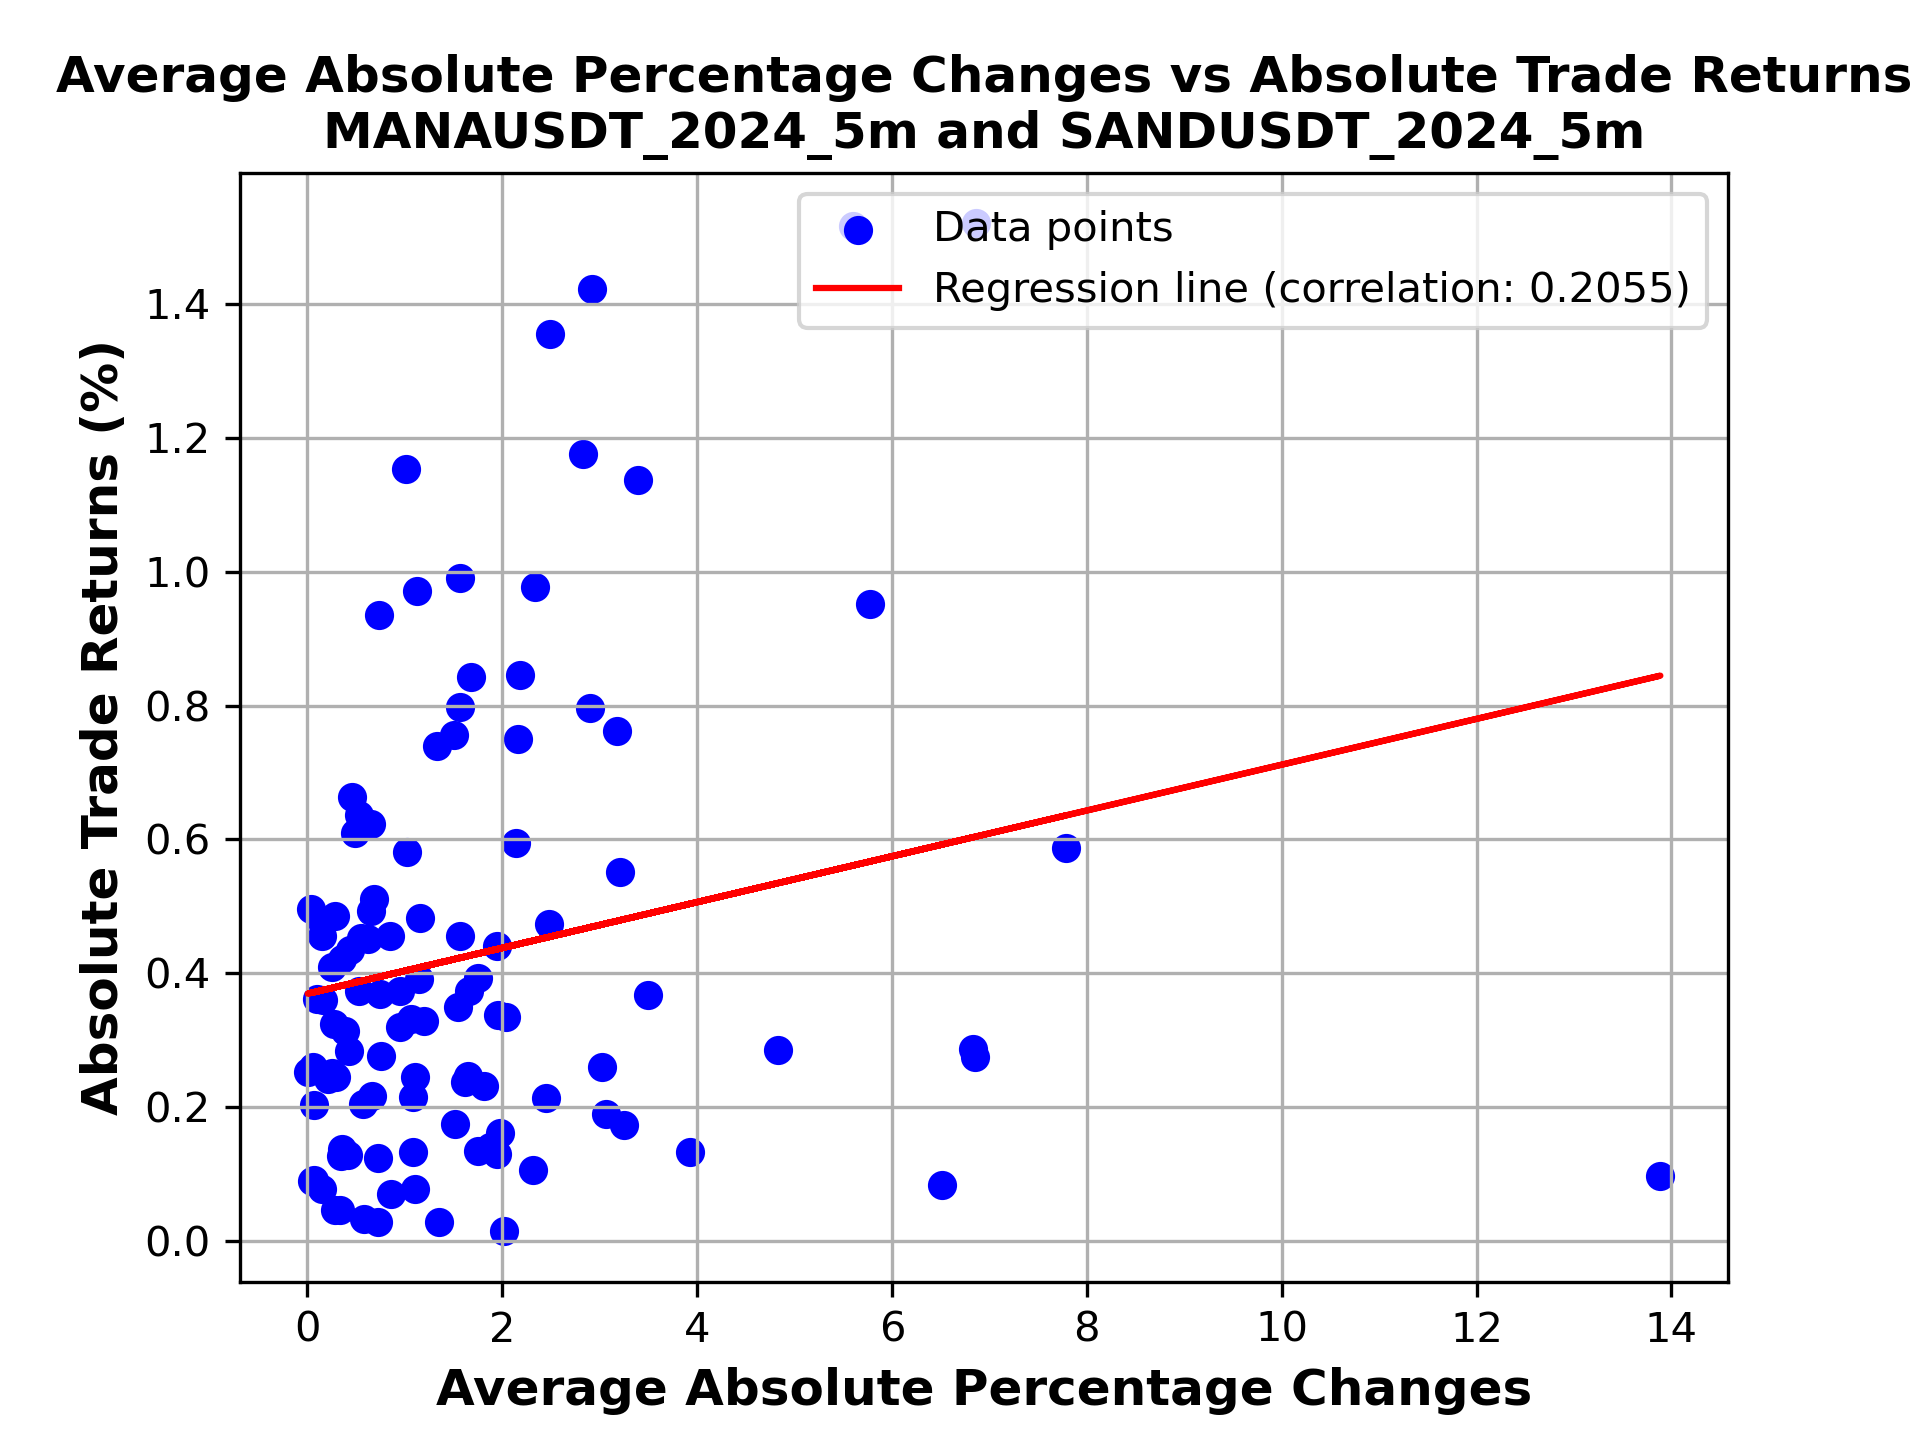 Average Absolute Percentage Changes vs Absolute Trade Returns
MANAUSDT_2024_5m and SANDUSDT_2024_5m
Data points
Regression line (correlation: 0.2055)
Absolute Trade Returns (%)
1.4
1.2
1.0
0.8
0.6
0.4
0.2
0.0
0 2 4 6 8 10 12 14
Average Absolute Percentage Changes